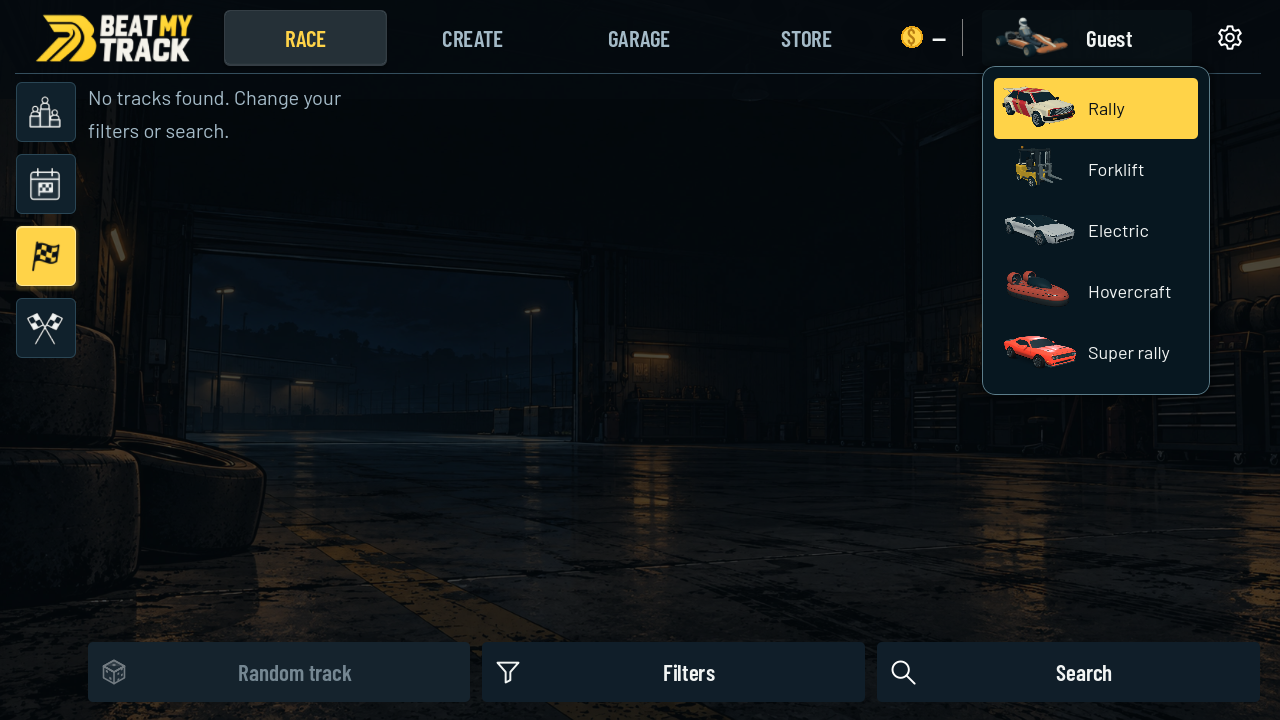 BEAT MY
TRACK
RACE
CREATE
GARAGE
STORE
–
Guest
No tracks found. Change your
filters or search.
Rally
Forklift
Electric
Hovercraft
Super rally
Random track
Filters
Search